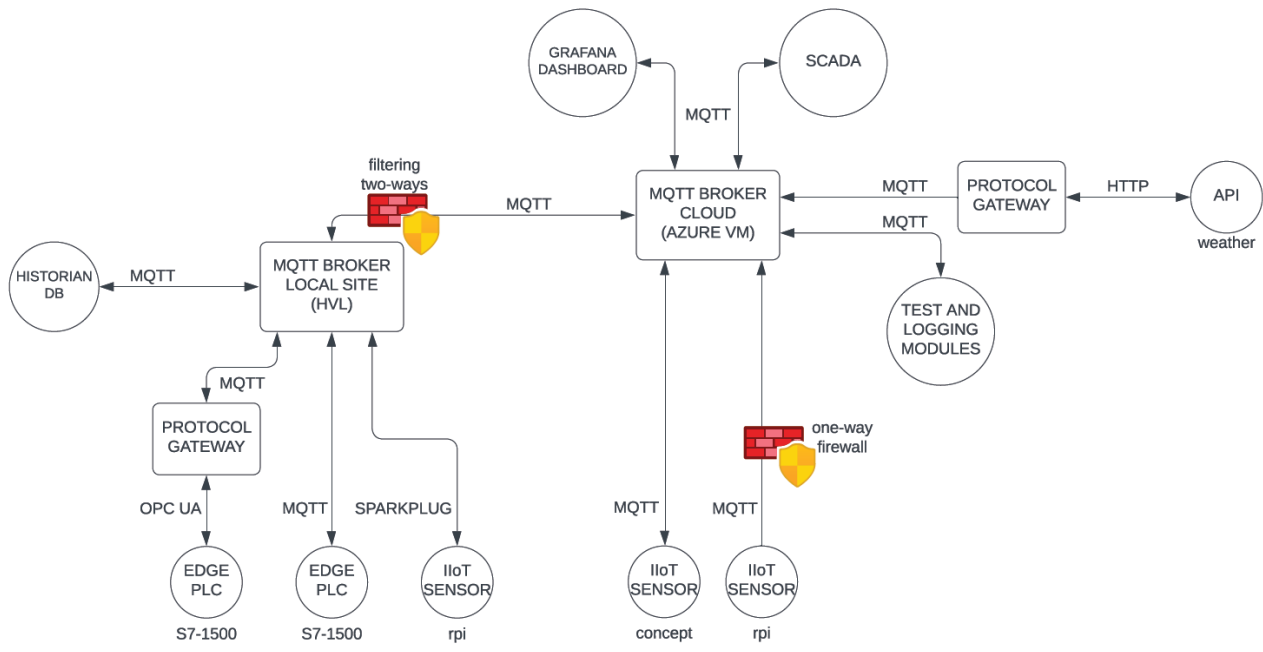 GRAFANA
DASHBOARD
SCADA
MQTT
filtering
two-ways
MQTT
MQTT BROKER
CLOUD
(AZURE VM)
MQTT
PROTOCOL
GATEWAY
HTTP
API
weather
MQTT
HISTORIAN
DB
MQTT
MQTT BROKER
LOCAL SITE
(HVL)
TEST AND
LOGGING
MODULES
MQTT
PROTOCOL
GATEWAY
one-way
firewall
OPC UA
MQTT
SPARKPLUG
MQTT
MQTT
EDGE
PLC
S7-1500
EDGE
PLC
S7-1500
IIoT
SENSOR
rpi
IIoT
SENSOR
concept
IIoT
SENSOR
rpi